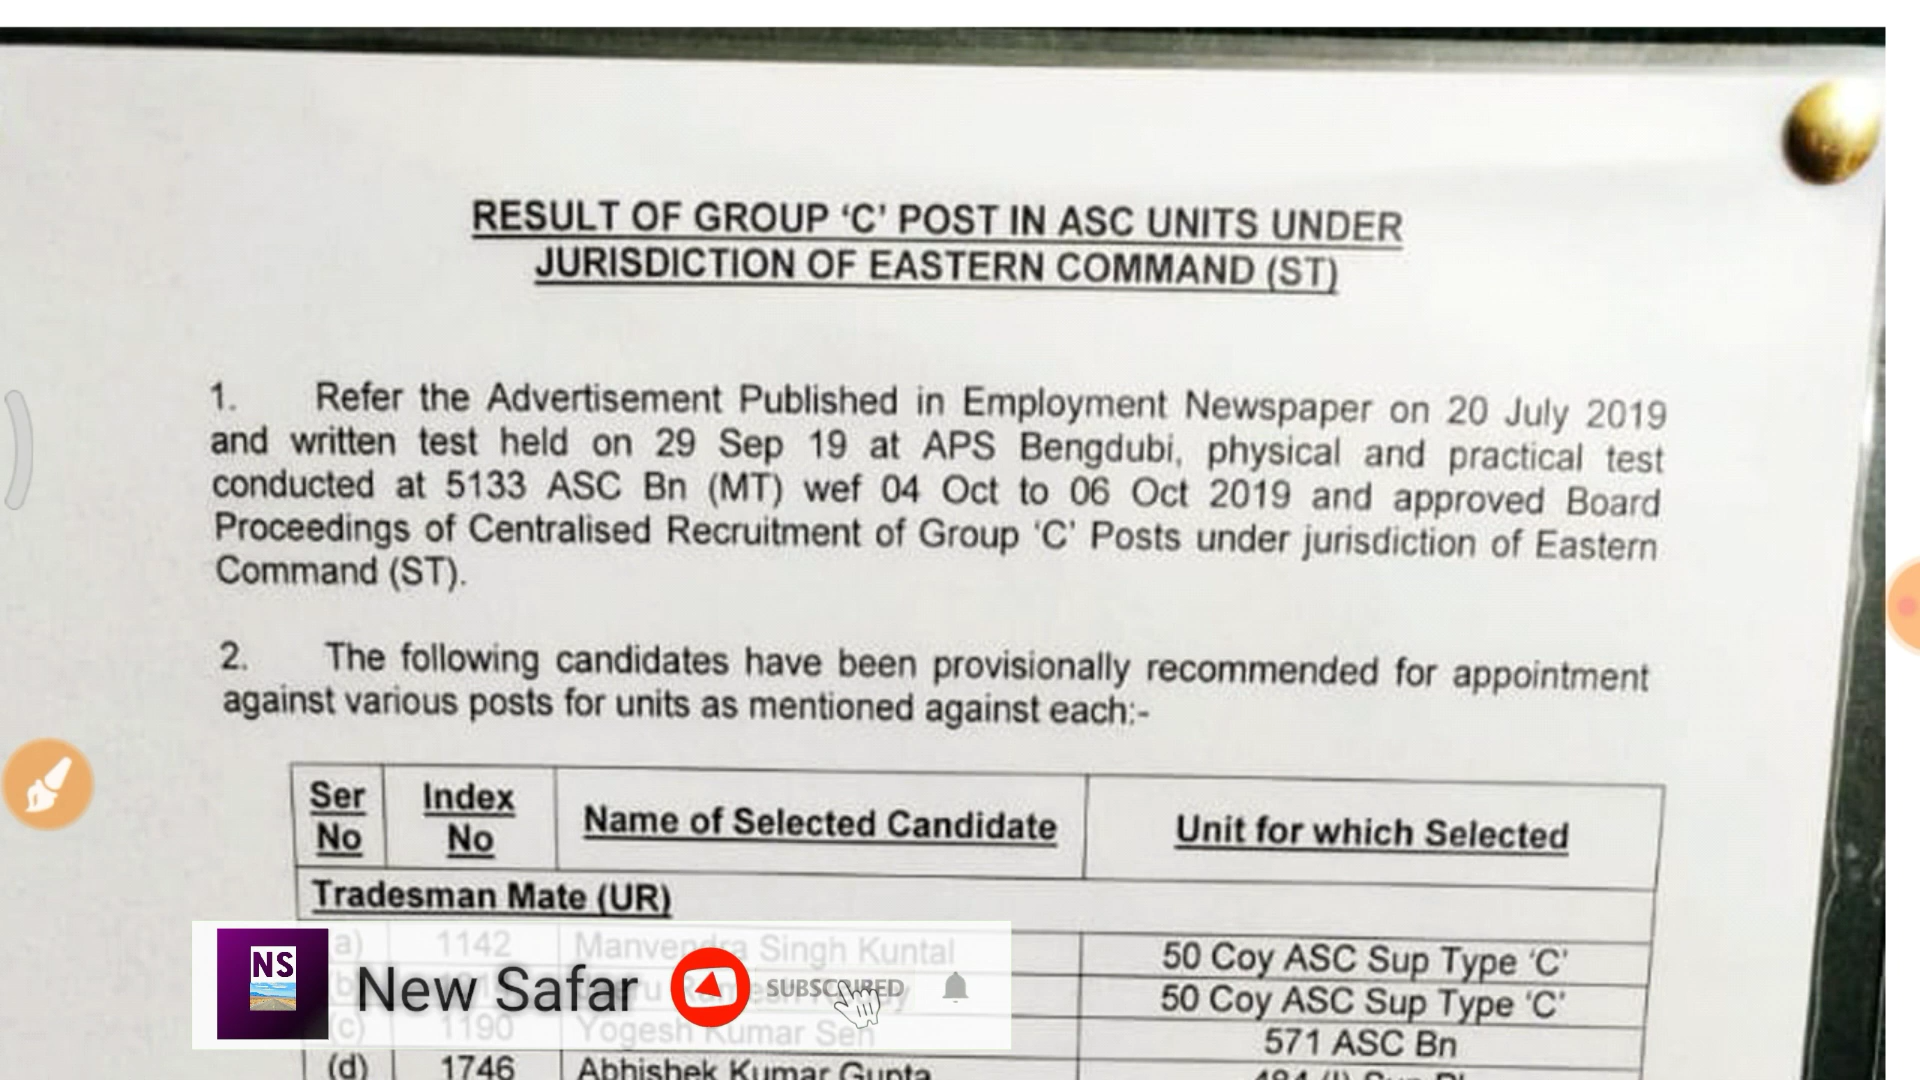 RESULT OF GROUP ‘C’ POST IN ASC UNITS UNDER
JURISDICTION OF EASTERN COMMAND (ST)
1. Refer the Advertisement Published in Employment Newspaper on 20 July 2019
and written test held on 29 Sep 19 at APS Bengdubi, physical and practical test
conducted at 5133 ASC Bn (MT) wef 04 Oct to 06 Oct 2019 and approved Board
Proceedings of Centralised Recruitment of Group ‘C’ Posts under jurisdiction of Eastern
Command (ST).
2. The following candidates have been provisionally recommended for appointment
against various posts for units as mentioned against each:-
Ser No Index No Name of Selected Candidate Unit for which Selected
Tradesman Mate (UR)
(a) 1142 Manvendra Singh Kuntal 50 Coy ASC Sup Type ‘C’
50 Coy ASC Sup Type ‘C’
(c) 1190 Yogesh Kumar Sen 571 ASC Bn
(d) 1746 Abhishek Kumar Gupta
NS
New Safar
SUBSCRIBED